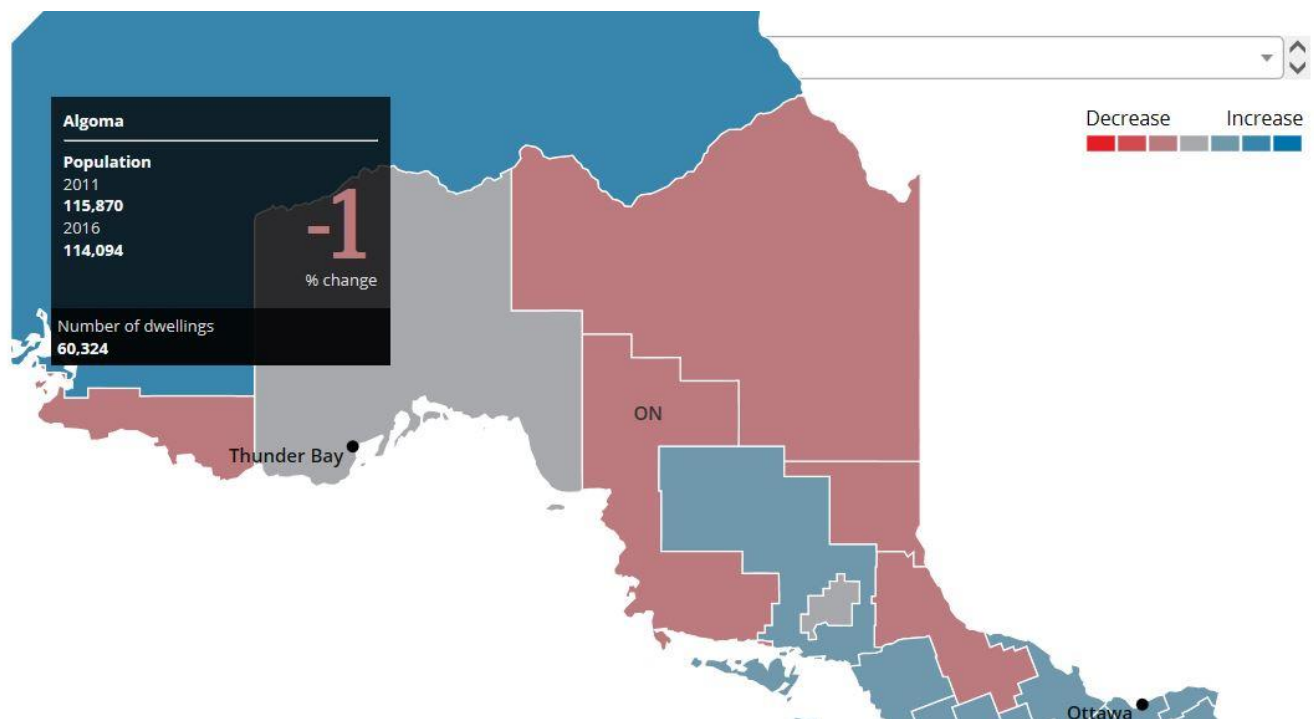 Decrease Increase
Algoma
Population
2011
115,870
2016
114,094
-1
% change
Number of dwellings
60,324
ON
Thunder Bay
Ottawa